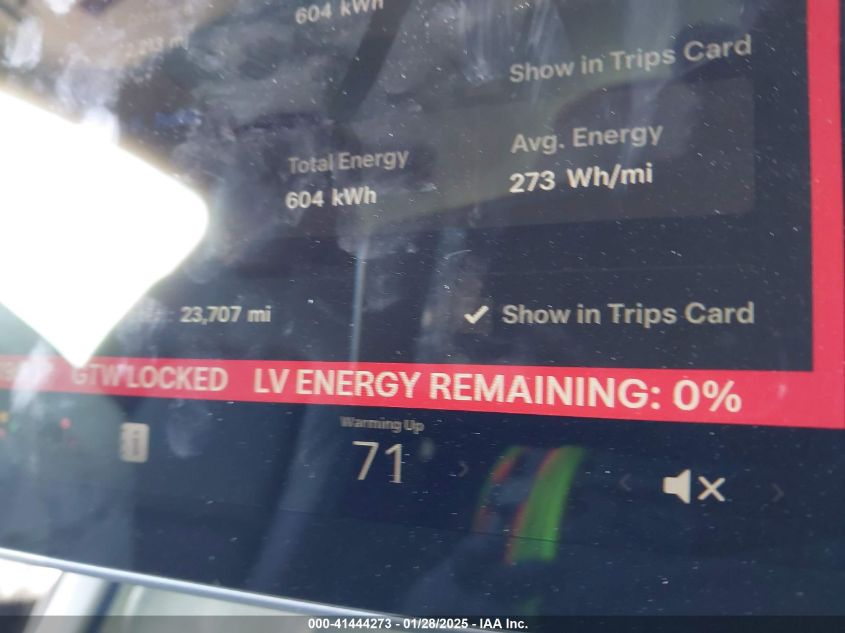 604 kWh
Show in Trips Card
Total Energy
Avg. Energy
604 kWh
273 Wh/mi
23,707 mi
Show in Trips Card
GTW LOCKED LV ENERGY REMAINING: 0%
Warming Up
71
000-41444273 - 01/28/2025 - IAA Inc.